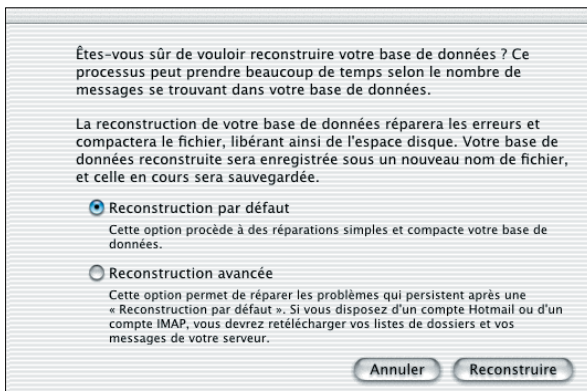 Êtes-vous sûr de vouloir reconstruire votre base de données ? Ce
processus peut prendre beaucoup de temps selon le nombre de
messages se trouvant dans votre base de données.
La reconstruction de votre base de données réparera les erreurs et
compactera le fichier, libérant ainsi de l'espace disque. Votre base de
données reconstruite sera enregistrée sous un nouveau nom de fichier,
et celle en cours sera sauvegardée.
Reconstruction par défaut
Cette option procède à des réparations simples et compacte votre base de
données.
Reconstruction avancée
Cette option permet de réparer les problèmes qui persistent après une
« Reconstruction par défaut ». Si vous disposez d'un compte Hotmail ou d'un
compte IMAP, vous devrez retélécharger vos listes de dossiers et vos
messages de votre serveur.
Annuler Reconstruire